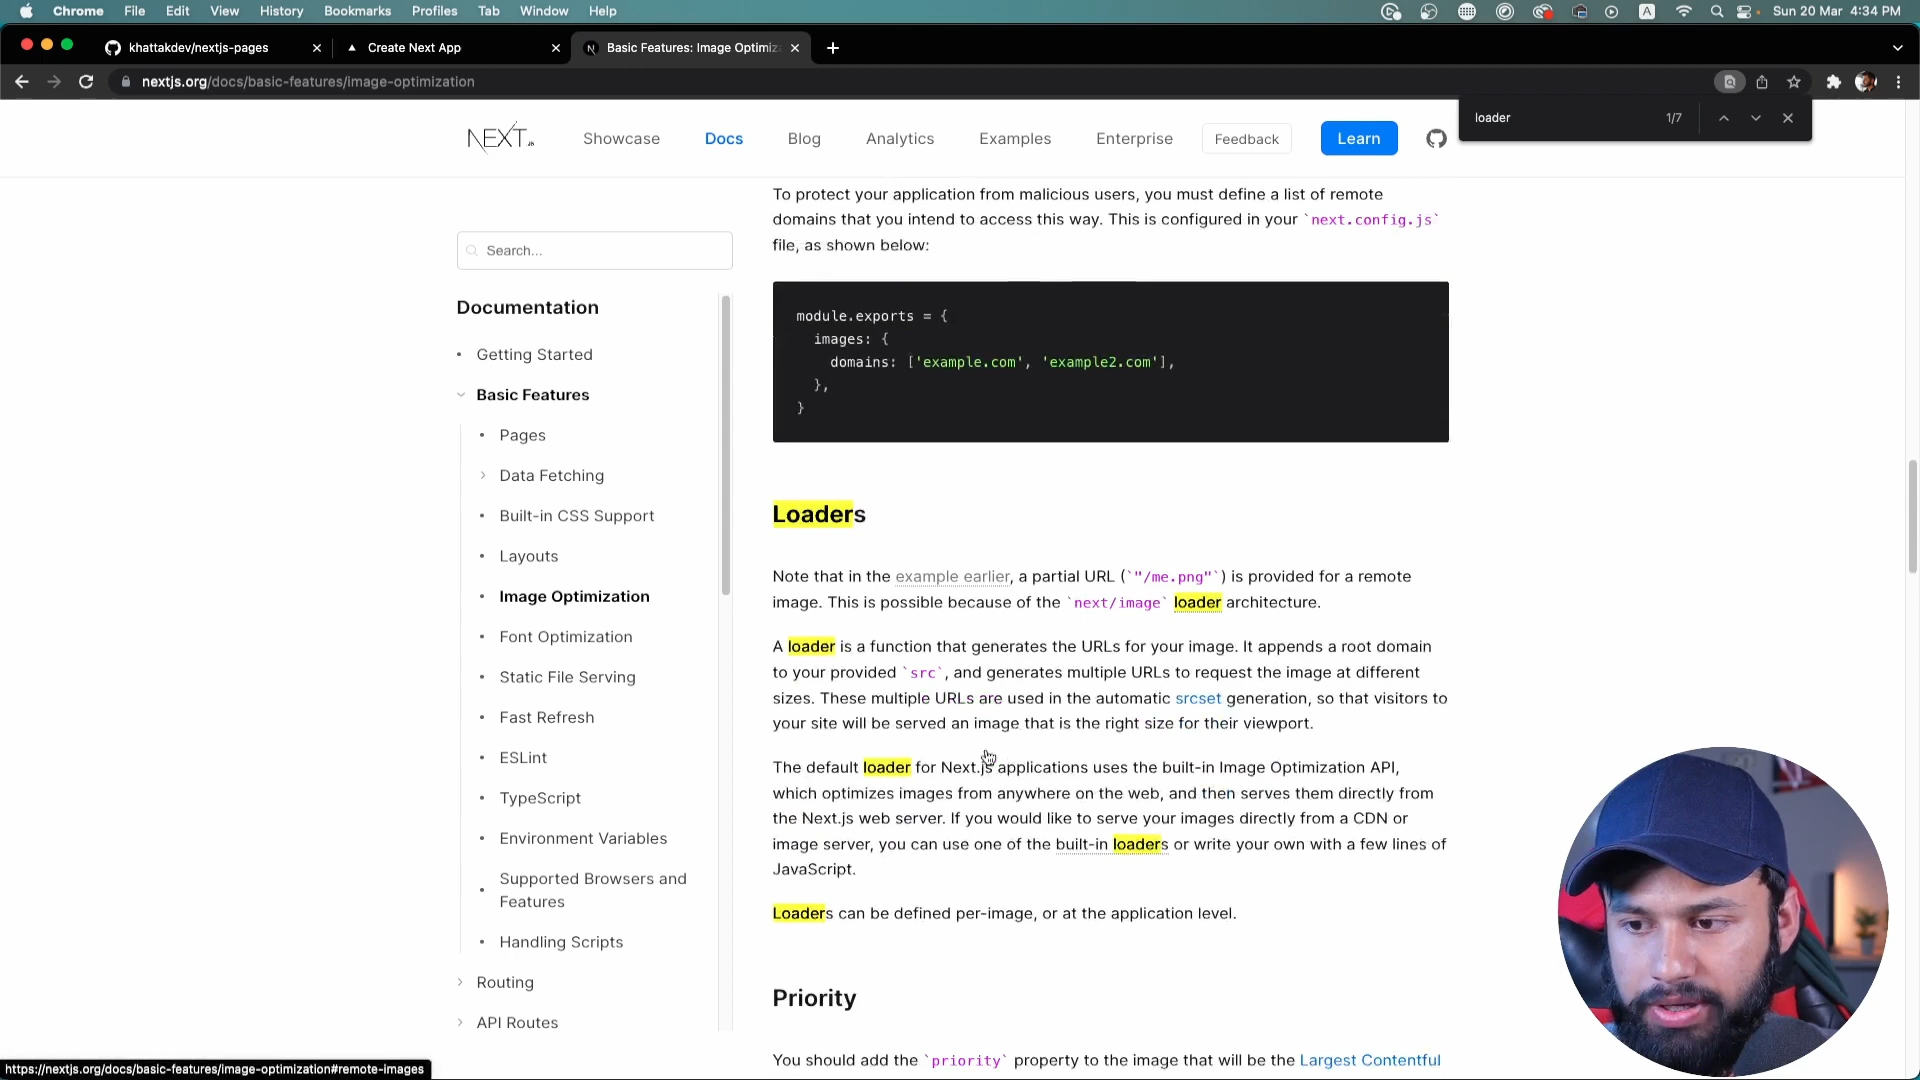 Chrome File Edit View History Bookmarks Profiles Tab Window Help
A
Sun 20 Mar 4:34 PM
khattakdev/nextjs-pages
Create Next App
Basic Features: Image Optimiz
nextjs.org/docs/basic-features/image-optimization
loader
1/7
NEXT.JS
Showcase
Docs
Blog
Analytics
Examples
Enterprise
Feedback
Learn
Search...
Documentation
Getting Started
Basic Features
Pages
Data Fetching
Built-in CSS Support
Layouts
Image Optimization
Font Optimization
Static File Serving
Fast Refresh
ESLint
TypeScript
Environment Variables
Supported Browsers and
Features
Handling Scripts
Routing
API Routes
To protect your application from malicious users, you must define a list of remote
domains that you intend to access this way. This is configured in your `next.config.js`
file, as shown below:
module.exports = {
images: {
domains: ['example.com', 'example2.com'],
},
}
Loaders
Note that in the example earlier, a partial URL (`"/me.png"`) is provided for a remote
image. This is possible because of the `next/image` loader architecture.
A loader is a function that generates the URLs for your image. It appends a root domain
to your provided `src`, and generates multiple URLs to request the image at different
sizes. These multiple URLs are used in the automatic srcset generation, so that visitors to
your site will be served an image that is the right size for their viewport.
The default loader for Next.js applications uses the built-in Image Optimization API,
which optimizes images from anywhere on the web, and then serves them directly from
the Next.js web server. If you would like to serve your images directly from a CDN or
image server, you can use one of the built-in loaders or write your own with a few lines of
JavaScript.
Loaders can be defined per-image, or at the application level.
Priority
You should add the `priority` property to the image that will be the Largest Contentful
https://nextjs.org/docs/basic-features/image-optimization#remote-images